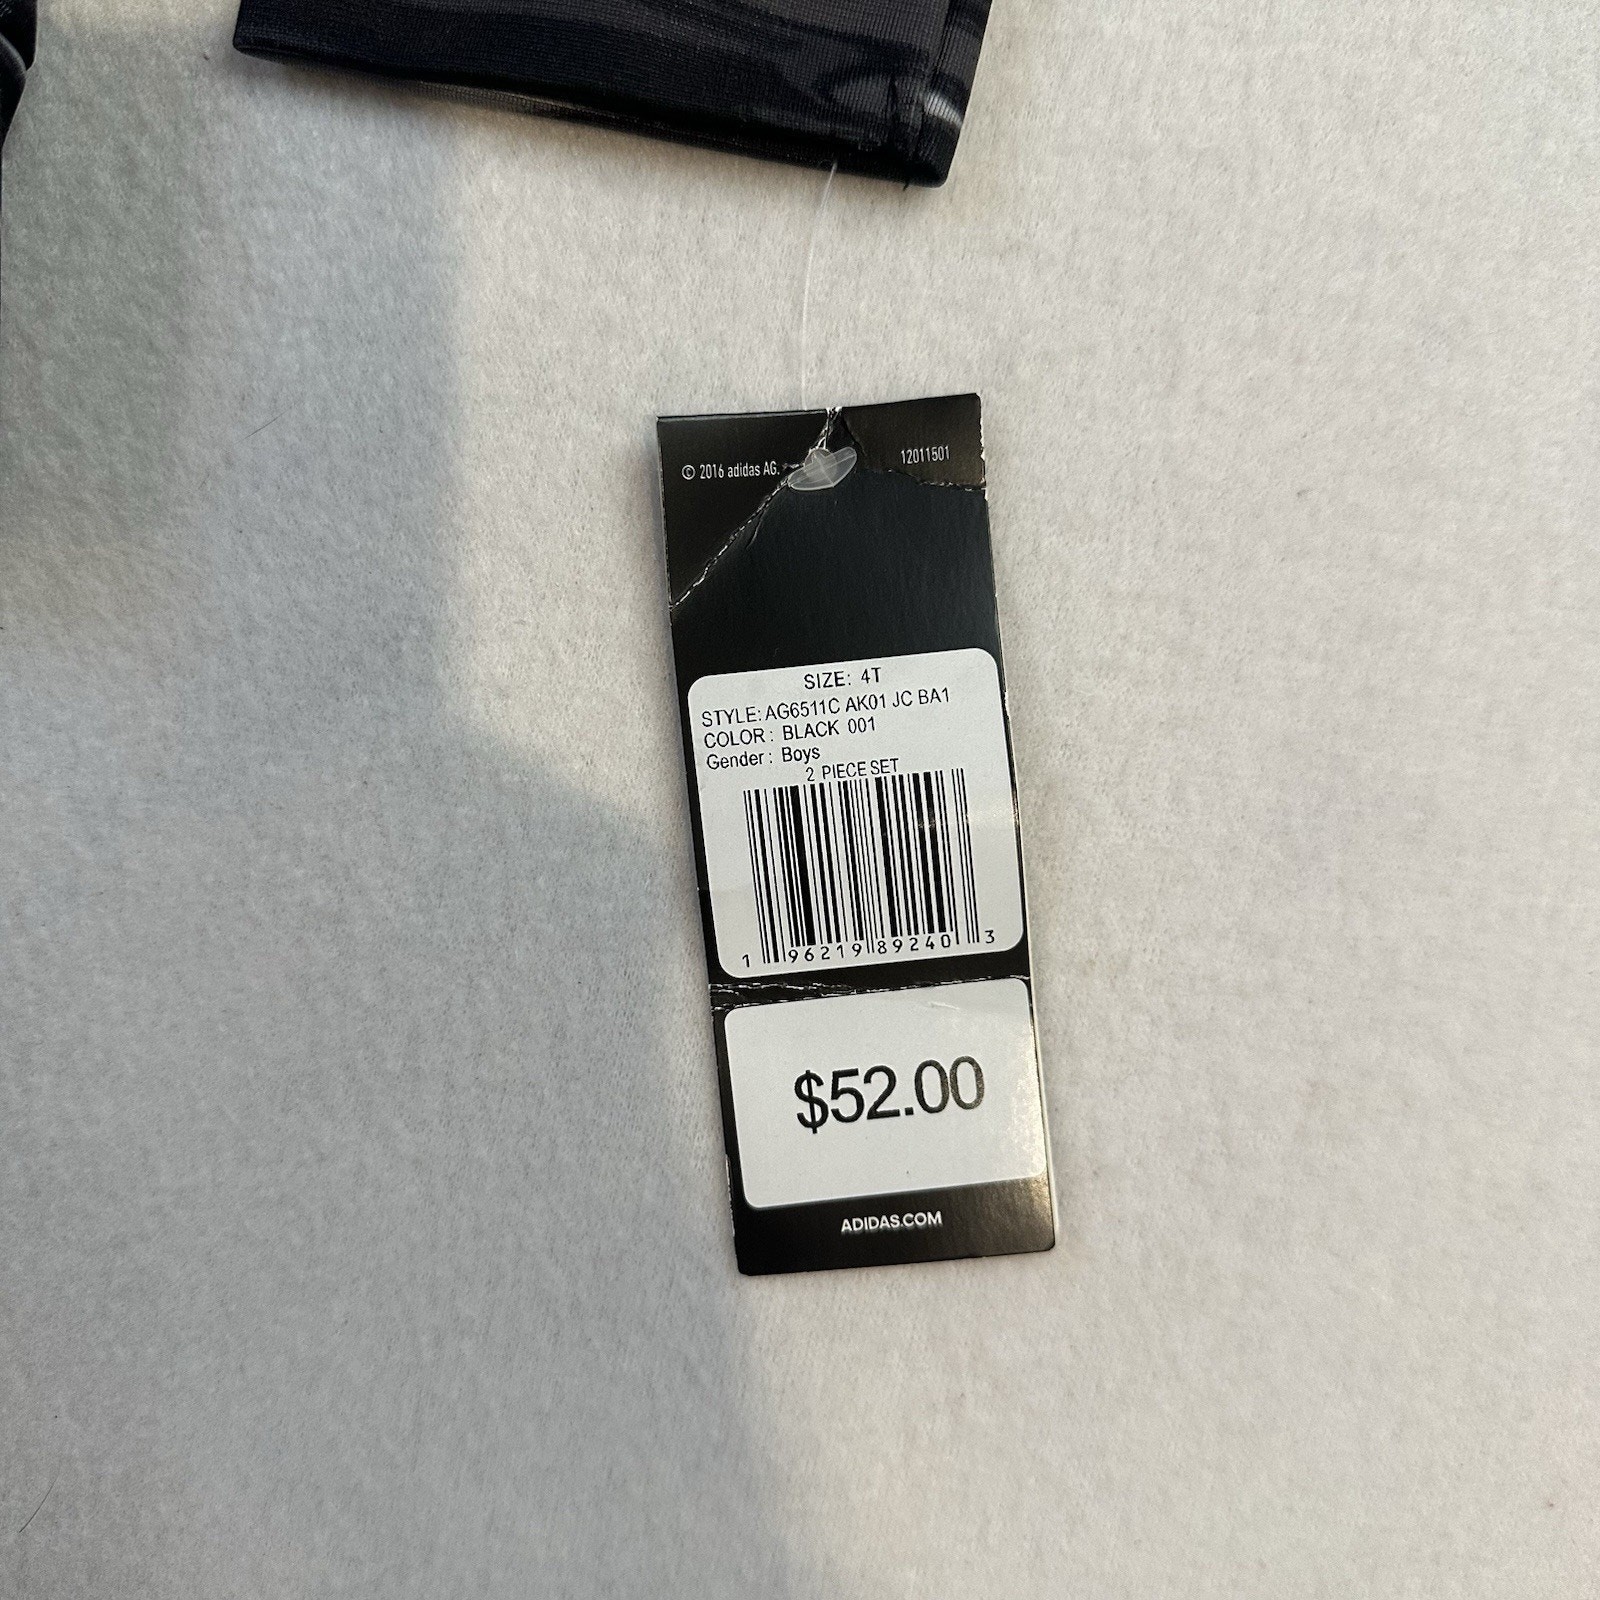 © 2016 adidas AG.
12011501
SIZE: 4T
STYLE: AG6511C AK01 JC BA1
COLOR : BLACK 001
Gender : Boys
2 PIECE SET
1 96219 89240 3
$52.00
ADIDAS.COM